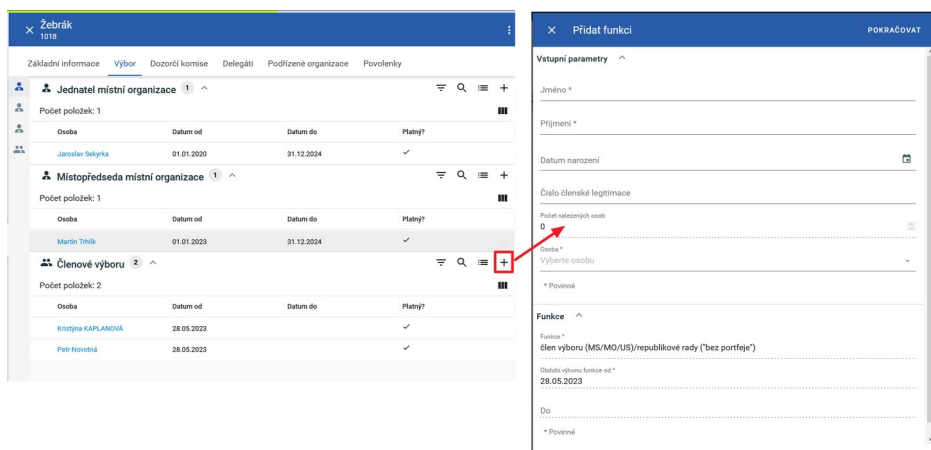 Žebrák
1018
Základní informace Výbor Dozorčí komise Delegáti Podřízené organizace Povolenky
Jednatel místní organizace 1
Počet položek: 1
Osoba Datum od Datum do Platný?
Jaroslav Sekyrka 01.01.2020 31.12.2024
Místopředseda místní organizace 1
Počet položek: 1
Osoba Datum od Datum do Platný?
Martin Trhlík 01.01.2023 31.12.2024
Členové výboru 2
Počet položek: 2
Osoba Datum od Datum do Platný?
Kristýna KAPLANOVÁ 28.05.2023
Petr Novotná 28.05.2023
Přidat funkci POKRAČOVAT
Vstupní parametry
Jméno *
Příjmení *
Datum narození
Číslo členské legitimace
Počet nalezených osob
0
Osoba *
Vyberte osobu
* Povinné
Funkce
Funkce *
člen výboru (MS/MO/US)/republikové rady ("bez portfeje")
Období výkonu funkce od *
28.05.2023
Do
* Povinné